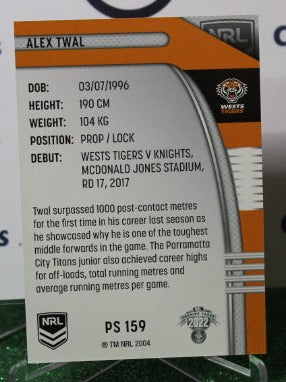 ALEX TWAL
NRL
WESTS
TIGERS
DOB: 03/07/1996
HEIGHT: 190 CM
WEIGHT: 104 KG
POSITION: PROP / LOCK
DEBUT: WESTS TIGERS V KNIGHTS,
MCDONALD JONES STADIUM,
RD 17, 2017
Twal surpassed 1000 post-contact metres
for the first time in his career last season as
he showcased why he is one of the toughest
middle forwards in the game. The Parramatta
City Titans junior also achieved career highs
for off-loads, total running metres and
average running metres per game.
NRL
PS 159
2022
® TM NRL 2004